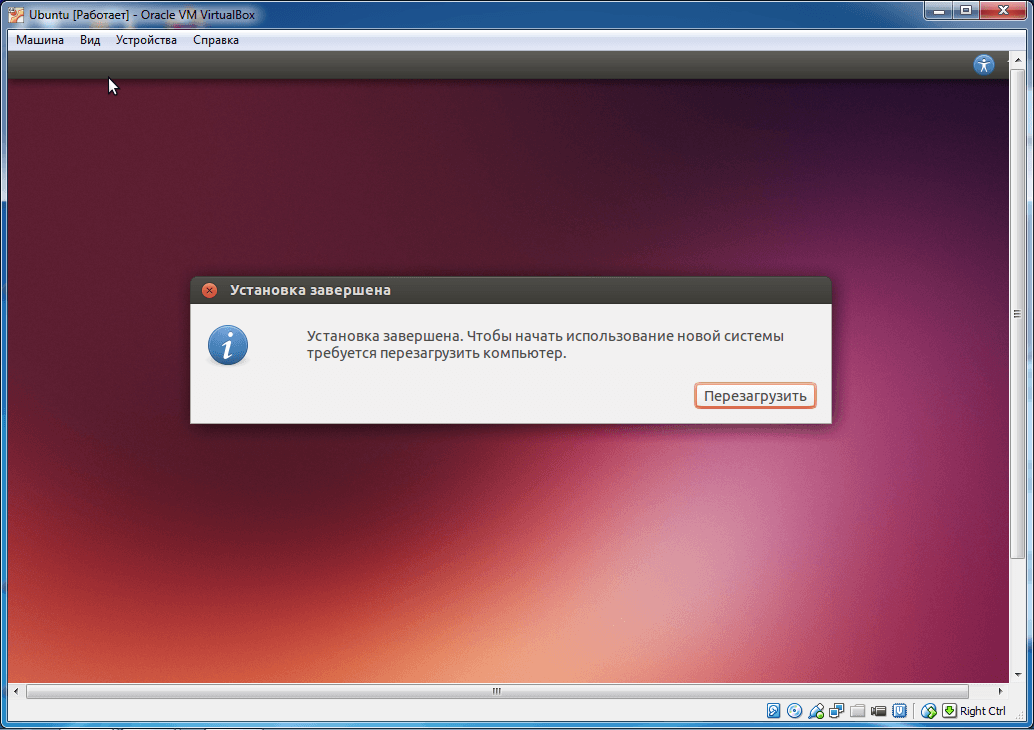 Ubuntu [Работает] - Oracle VM VirtualBox
Машина Вид Устройства Справка
Установка завершена
Установка завершена. Чтобы начать использование новой системы
требуется перезагрузить компьютер.
Перезагрузить
Right Ctrl